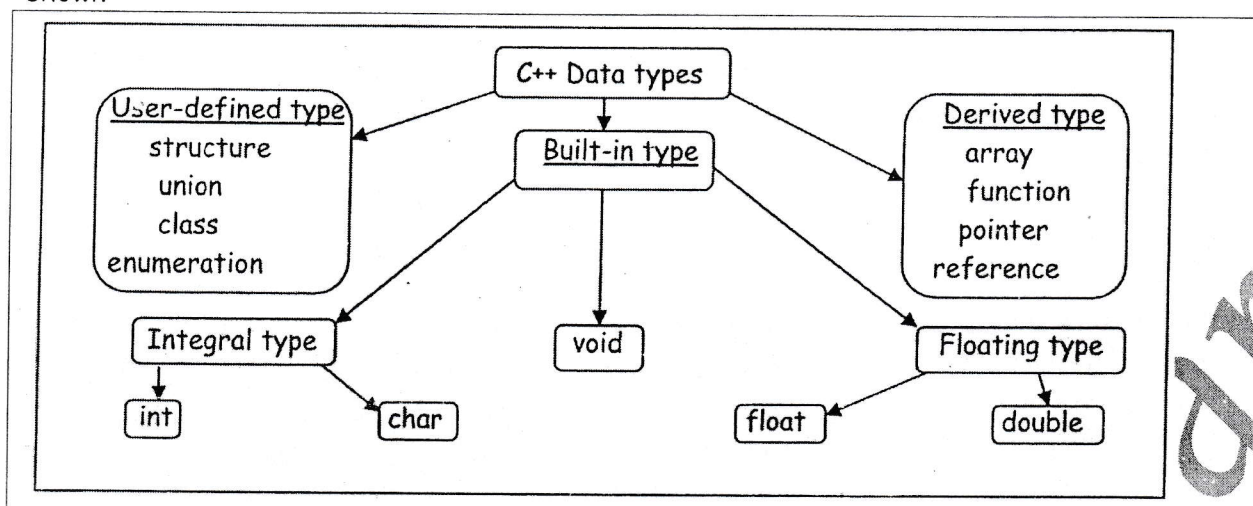 C++ Data types
User-defined type
structure
union
class
enumeration
Built-in type
Derived type
array
function
pointer
reference
Integral type
void
Floating type
int
char
float
double